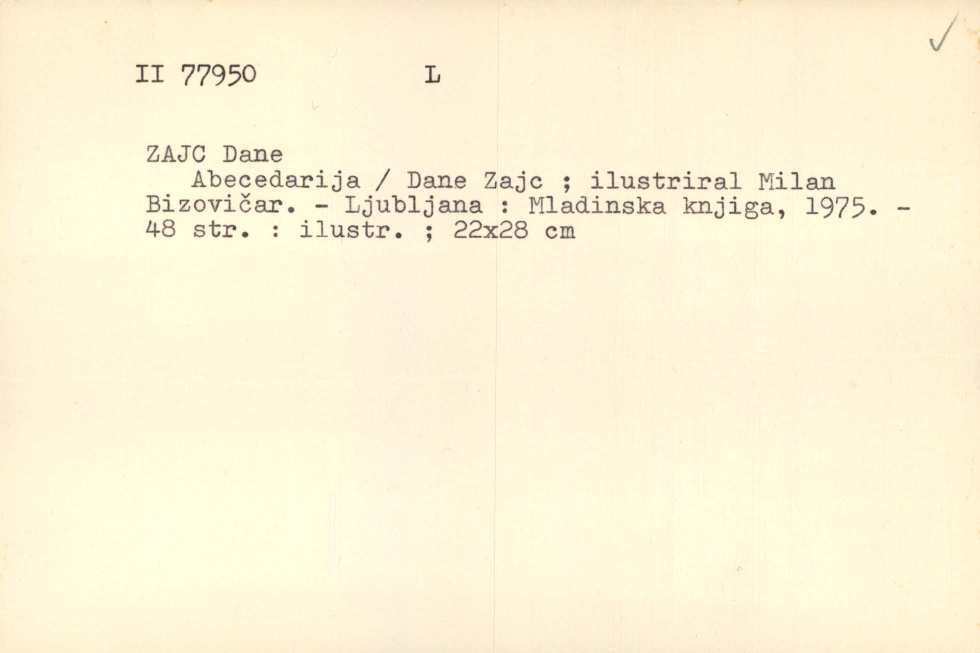 II 77950 L
ZAJC Dane
Abecedarija / Dane Zajc ; ilustriral Milan
Bizovičar. - Ljubljana : Mladinska knjiga, 1975. -
48 str. : ilustr. ; 22x28 cm